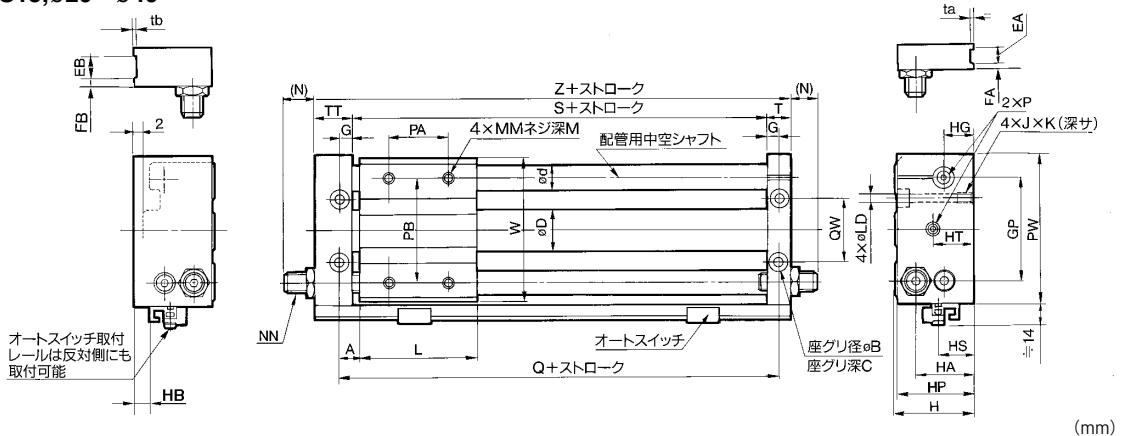 tb
EB
FB
2
オートスイッチ取付
レールは反対側にも
取付可能
HB
(N)
Z+ストローク
(N)
TT
S+ストローク
T
G
PA
4×MMネジ深M
G
配管用中空シャフト
ød
PB
W
øD
QW
NN
A
L
オートスイッチ
座グリ径øB
座グリ深C
Q+ストローク
ta
EA
FA
2×P
HG
4×J×K(深サ)
4×øLD
HT
GP
PW
≒14
HS
HA
HP
H
(mm)